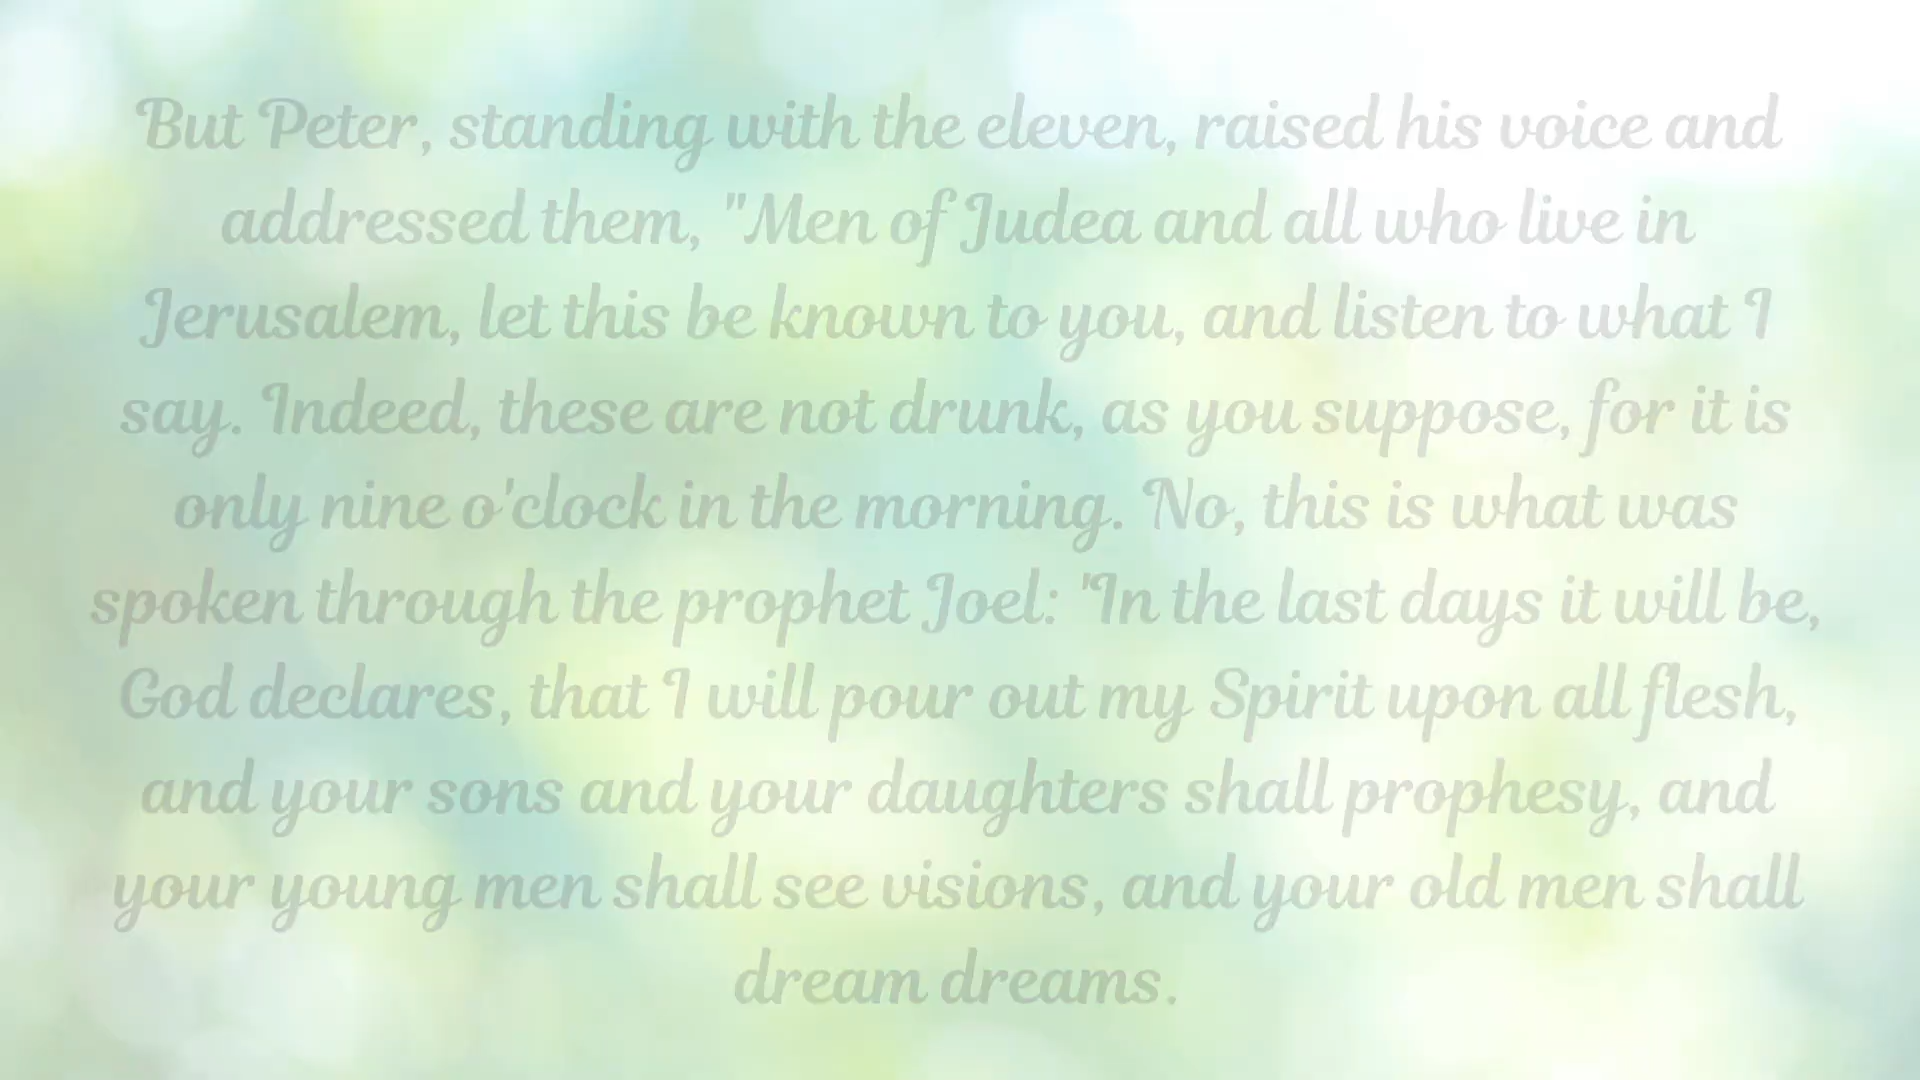 But Peter, standing with the eleven, raised his voice and
addressed them, "Men of Judea and all who live in
Jerusalem, let this be known to you, and listen to what I
say. Indeed, these are not drunk, as you suppose, for it is
only nine o'clock in the morning. No, this is what was
spoken through the prophet Joel: 'In the last days it will be,
God declares, that I will pour out my Spirit upon all flesh,
and your sons and your daughters shall prophesy, and
your young men shall see visions, and your old men shall
dream dreams.